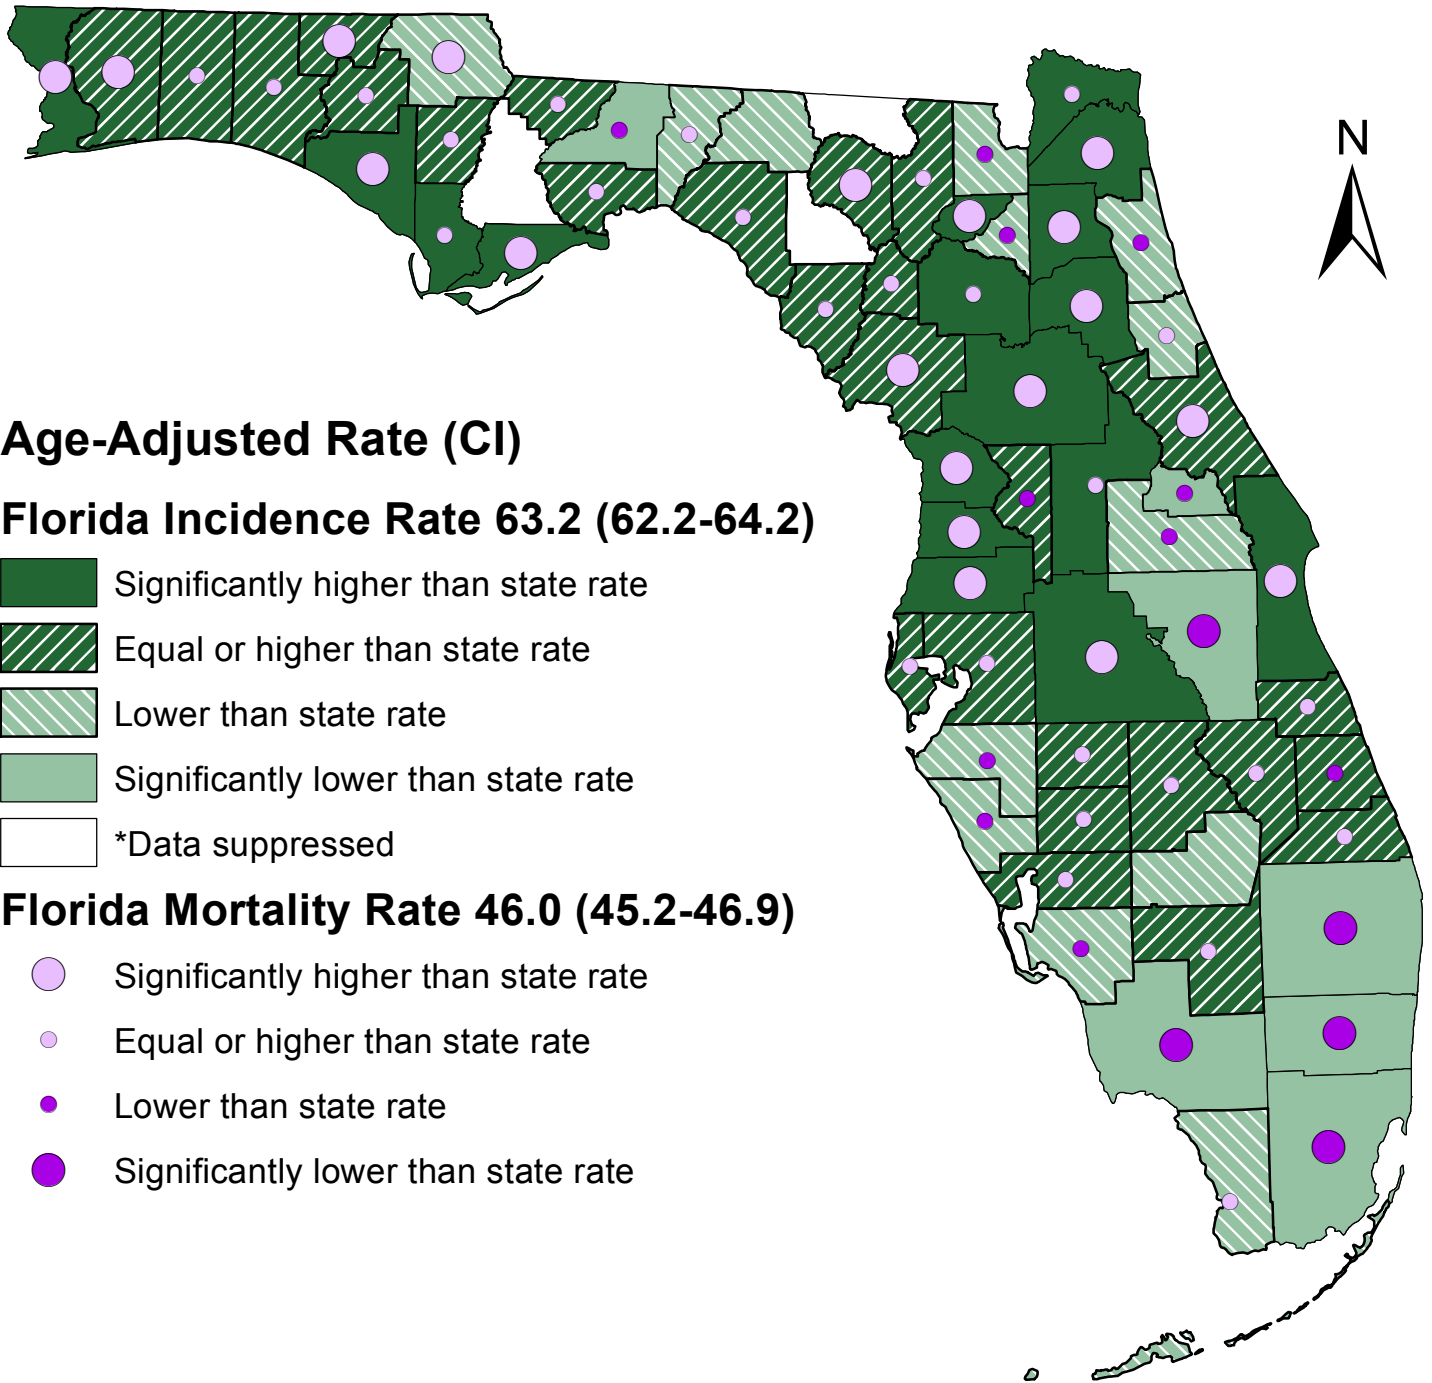 N
Age-Adjusted Rate (CI)
Florida Incidence Rate 63.2 (62.2-64.2)
Significantly higher than state rate
Equal or higher than state rate
Lower than state rate
Significantly lower than state rate
*Data suppressed
Florida Mortality Rate 46.0 (45.2-46.9)
Significantly higher than state rate
Equal or higher than state rate
Lower than state rate
Significantly lower than state rate